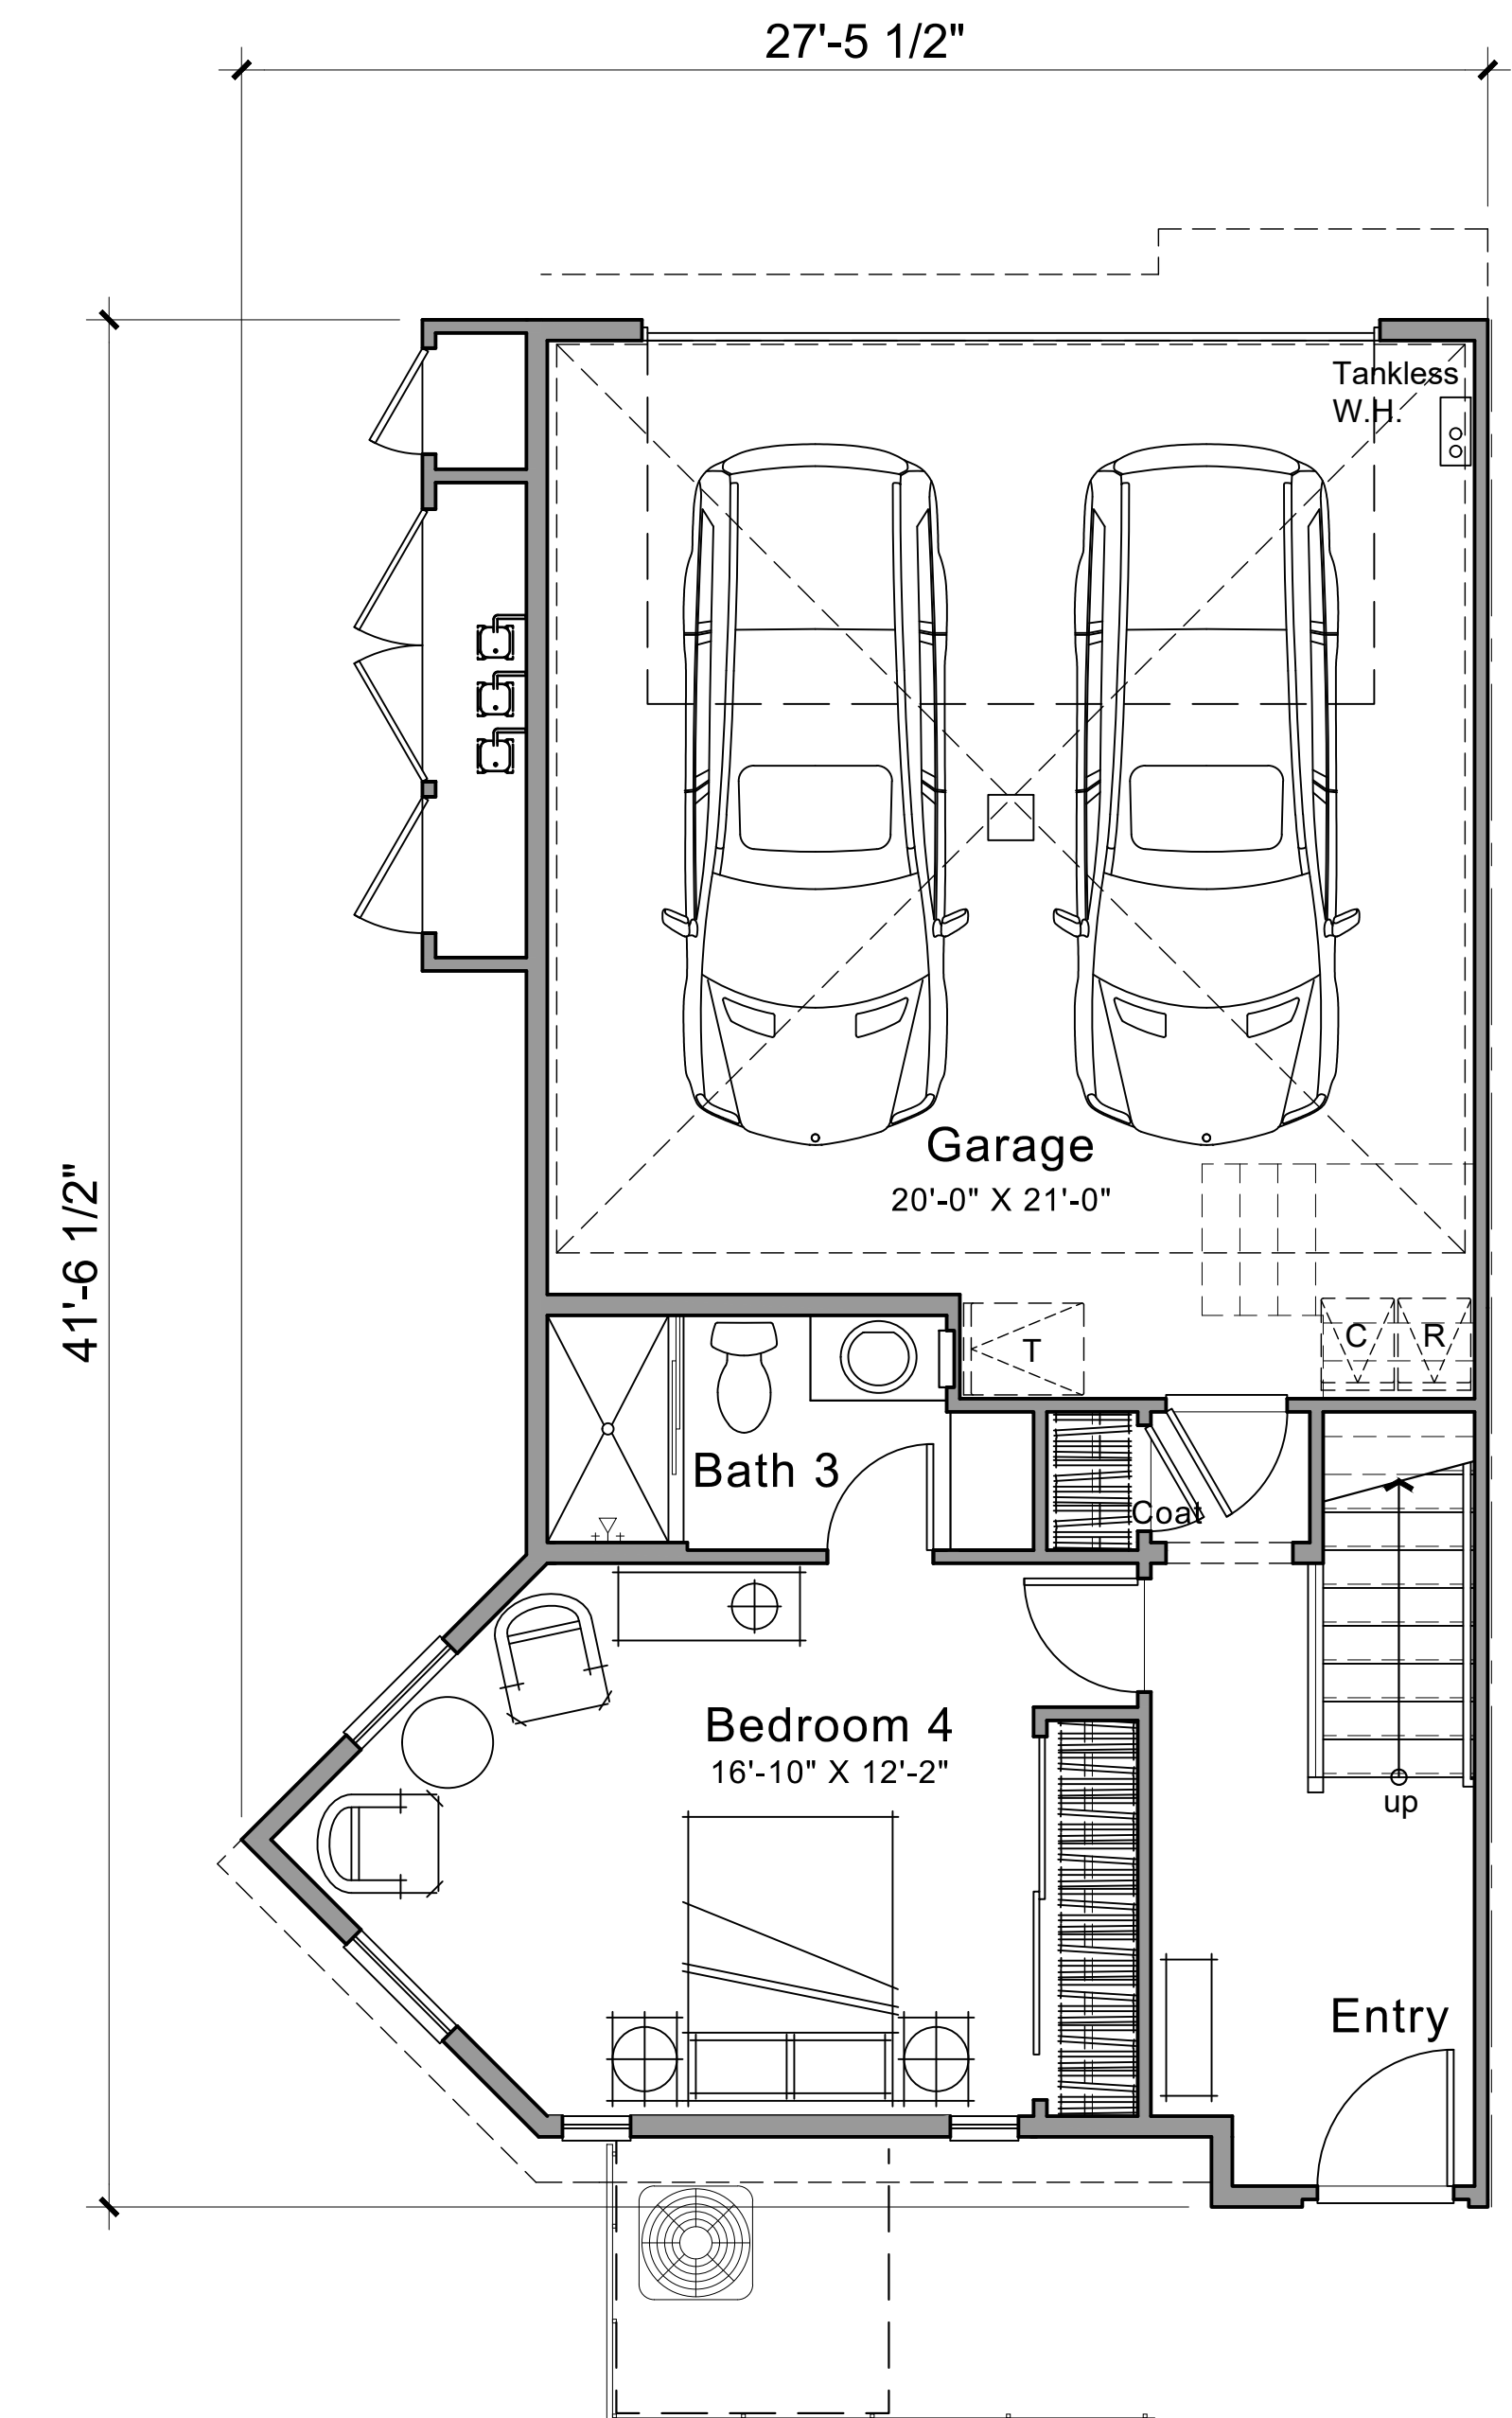 27'-5 1/2"
Tankless
W.H.
41'-6 1/2"
Garage
20'-0" X 21'-0"
T
C
R
Bath 3
Coat
Bedroom 4
16'-10" X 12'-2"
up
Entry